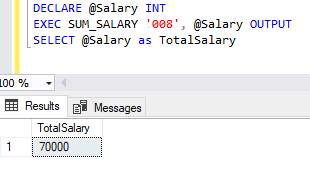 DECLARE @Salary INT
EXEC SUM_SALARY '008', @Salary OUTPUT
SELECT @Salary as TotalSalary
100 %
Results Messages
TotalSalary
1 70000